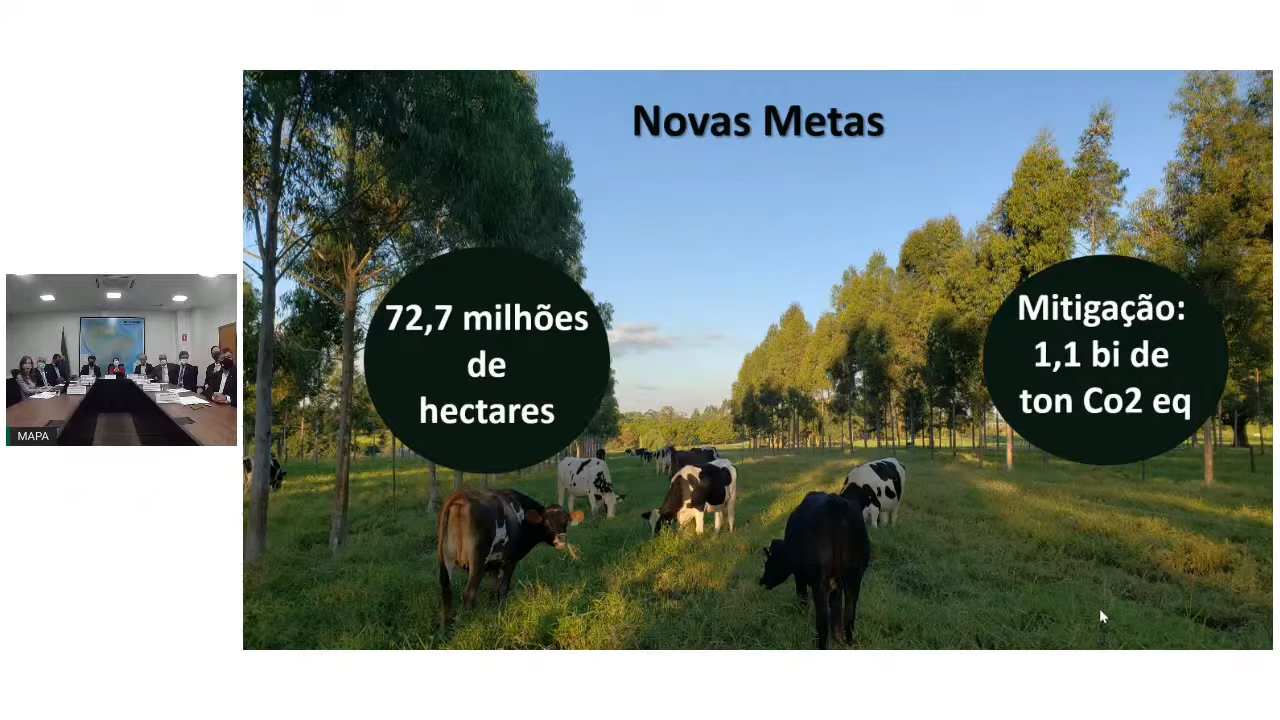 Novas Metas
72,7 milhões
de
hectares
Mitigação:
1,1 bi de
ton Co2 eq
MAPA